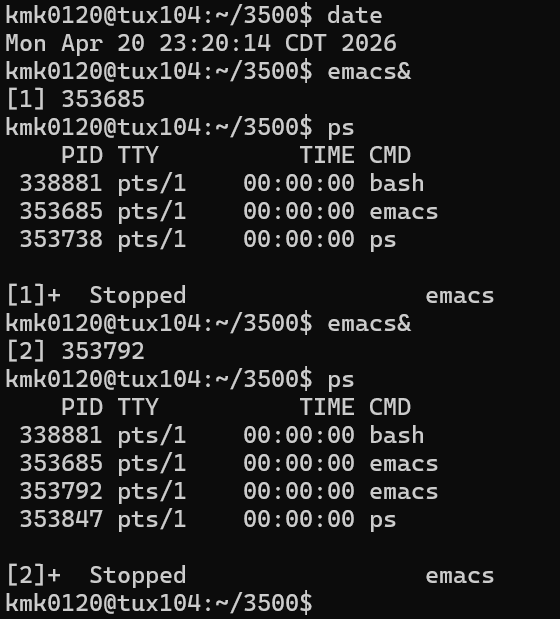 kmk0120@tux104:~/3500$ date
Mon Apr 20 23:20:14 CDT 2026
kmk0120@tux104:~/3500$ emacs&
[1] 353685
kmk0120@tux104:~/3500$ ps
    PID TTY          TIME CMD
 338881 pts/1    00:00:00 bash
 353685 pts/1    00:00:00 emacs
 353738 pts/1    00:00:00 ps

[1]+  Stopped                 emacs
kmk0120@tux104:~/3500$ emacs&
[2] 353792
kmk0120@tux104:~/3500$ ps
    PID TTY          TIME CMD
 338881 pts/1    00:00:00 bash
 353685 pts/1    00:00:00 emacs
 353792 pts/1    00:00:00 emacs
 353847 pts/1    00:00:00 ps

[2]+  Stopped                 emacs
kmk0120@tux104:~/3500$